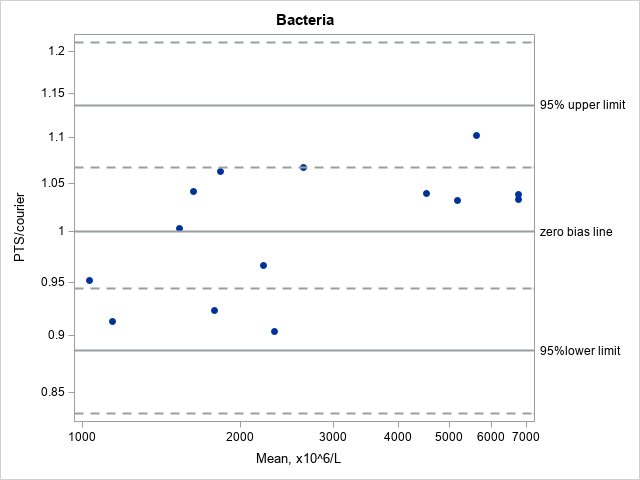 Bacteria
1.2
1.15
1.1
1.05
1
0.95
0.9
0.85
PTS/courier
95% upper limit
zero bias line
95%lower limit
1000 2000 3000 4000 5000 6000 7000
Mean, x10^6/L